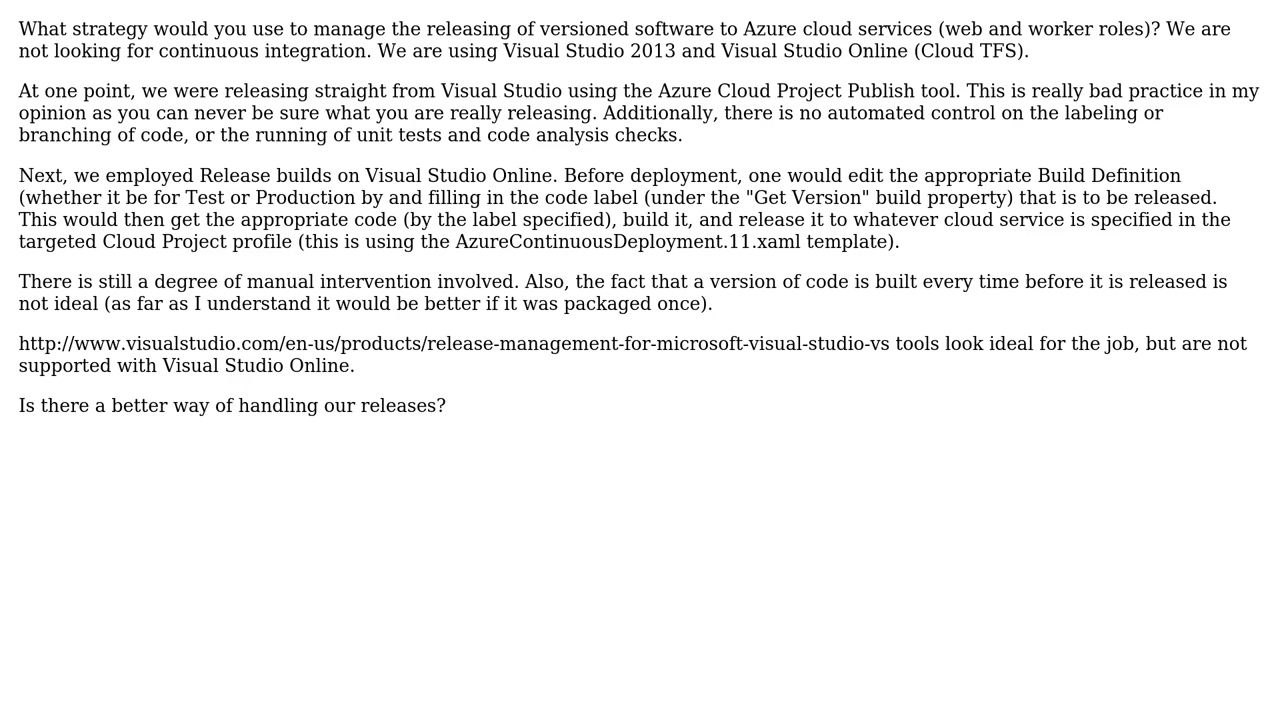 What strategy would you use to manage the releasing of versioned software to Azure cloud services (web and worker roles)? We are
not looking for continuous integration. We are using Visual Studio 2013 and Visual Studio Online (Cloud TFS).
At one point, we were releasing straight from Visual Studio using the Azure Cloud Project Publish tool. This is really bad practice in my
opinion as you can never be sure what you are really releasing. Additionally, there is no automated control on the labeling or
branching of code, or the running of unit tests and code analysis checks.
Next, we employed Release builds on Visual Studio Online. Before deployment, one would edit the appropriate Build Definition
(whether it be for Test or Production by and filling in the code label (under the "Get Version" build property) that is to be released.
This would then get the appropriate code (by the label specified), build it, and release it to whatever cloud service is specified in the
targeted Cloud Project profile (this is using the AzureContinuousDeployment.11.xaml template).
There is still a degree of manual intervention involved. Also, the fact that a version of code is built every time before it is released is
not ideal (as far as I understand it would be better if it was packaged once).
http://www.visualstudio.com/en-us/products/release-management-for-microsoft-visual-studio-vs tools look ideal for the job, but are not
supported with Visual Studio Online.
Is there a better way of handling our releases?